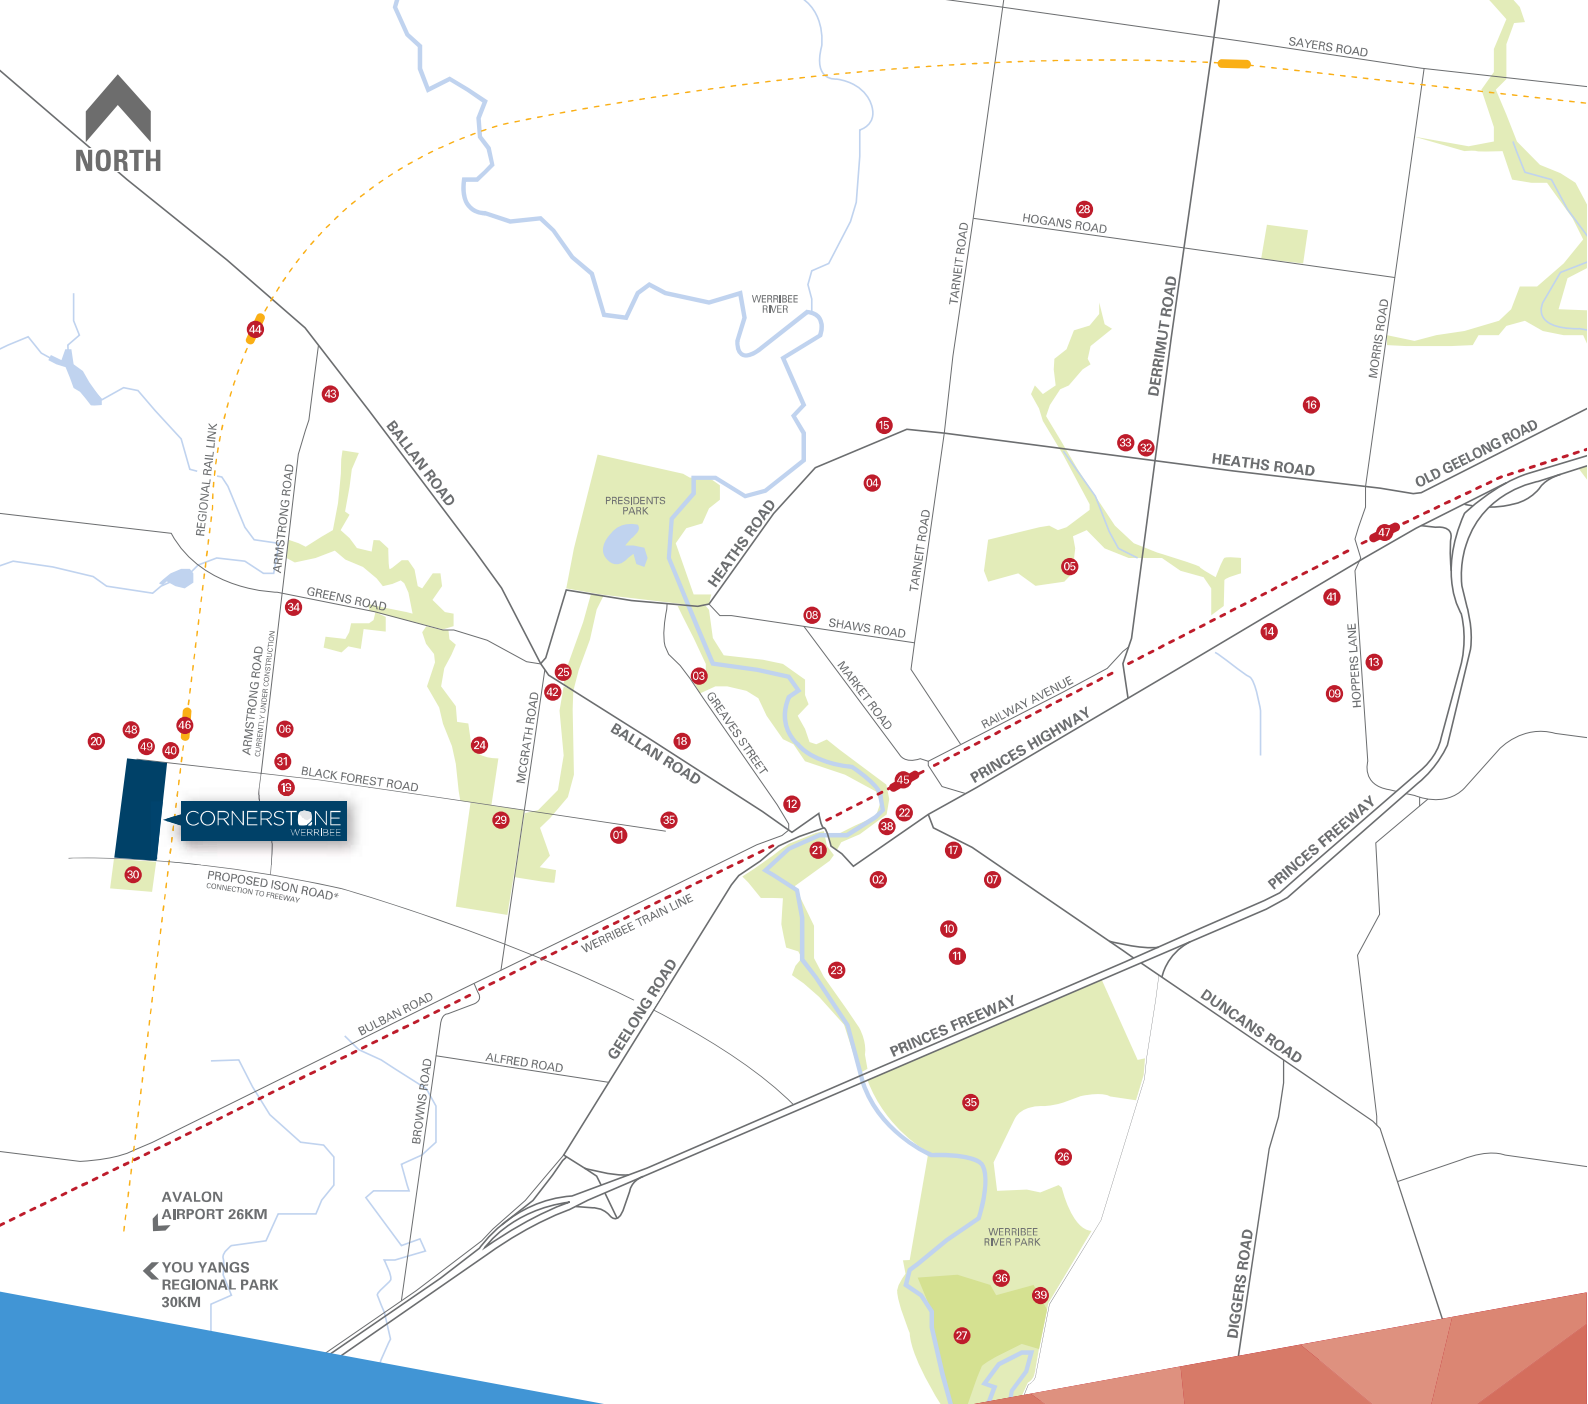 SAYERS ROAD
NORTH
28
HOGANS ROAD
TARNEIT ROAD
WERRIBEE
RIVER
DERRIMUT ROAD
MORRIS ROAD
44
43
16
15
33
32
BALLAN ROAD
REGIONAL RAIL LINK
ARMSTRONG ROAD
HEATHS ROAD
OLD GEELONG ROAD
04
PRESIDENTS
PARK
HEATHS ROAD
TARNEIT ROAD
47
05
GREENS ROAD
34
41
08
SHAWS ROAD
14
HOPPERS LANE
13
09
ARMSTRONG ROAD
CURRENTLY UNDER CONSTRUCTION
25
42
03
MARKET ROAD
RAILWAY AVENUE
MCGRATH ROAD
GREAVES STREET
PRINCES HIGHWAY
46
48
20
49
40
06
31
19
24
18
BALLAN ROAD
BLACK FOREST ROAD
45
12
22
38
CORNERSTONE
WERRIBEE
29
01
35
21
17
02
07
PRINCES FREEWAY
30
PROPOSED ISON ROAD*
CONNECTION TO FREEWAY
WERRIBEE TRAIN LINE
10
11
23
BULBAN ROAD
GEELONG ROAD
PRINCES FREEWAY
DUNCANS ROAD
ALFRED ROAD
BROWNS ROAD
35
26
AVALON
AIRPORT 26KM
WERRIBEE
RIVER PARK
YOU YANGS
REGIONAL PARK
30KM
36
39
27
DIGGERS ROAD